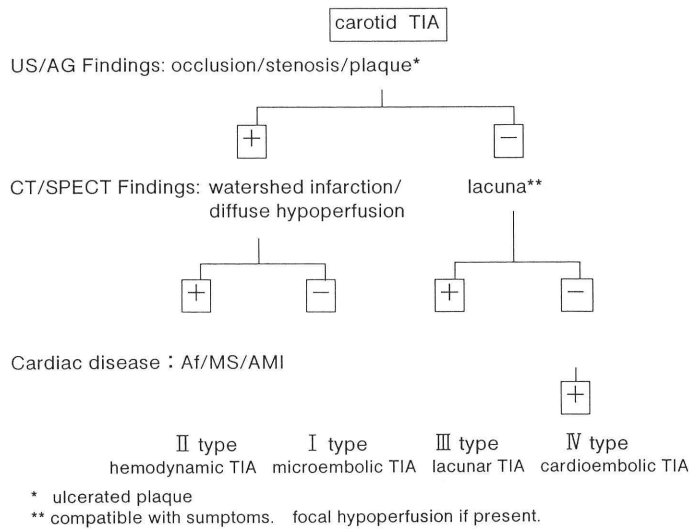 carotid TIA
US/AG Findings: occlusion/stenosis/plaque*
+ −
CT/SPECT Findings: watershed infarction/ lacuna**
diffuse hypoperfusion
+ − + −
Cardiac disease : Af/MS/AMI
+
II type I type III type IV type
hemodynamic TIA microembolic TIA lacunar TIA cardioembolic TIA
* ulcerated plaque
** compatible with sumptoms. focal hypoperfusion if present.